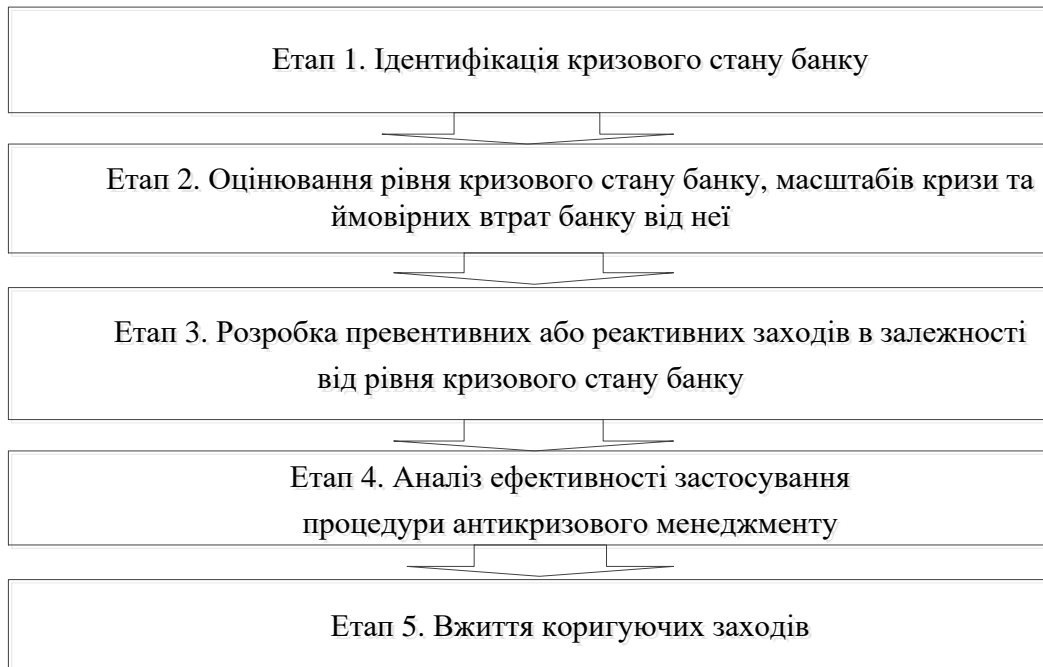 Етап 1. Ідентифікація кризового стану банку
Етап 2. Оцінювання рівня кризового стану банку, масштабів кризи та
ймовірних втрат банку від неї
Етап 3. Розробка превентивних або реактивних заходів в залежності
від рівня кризового стану банку
Етап 4. Аналіз ефективності застосування
процедури антикризового менеджменту
Етап 5. Вжиття коригуючих заходів